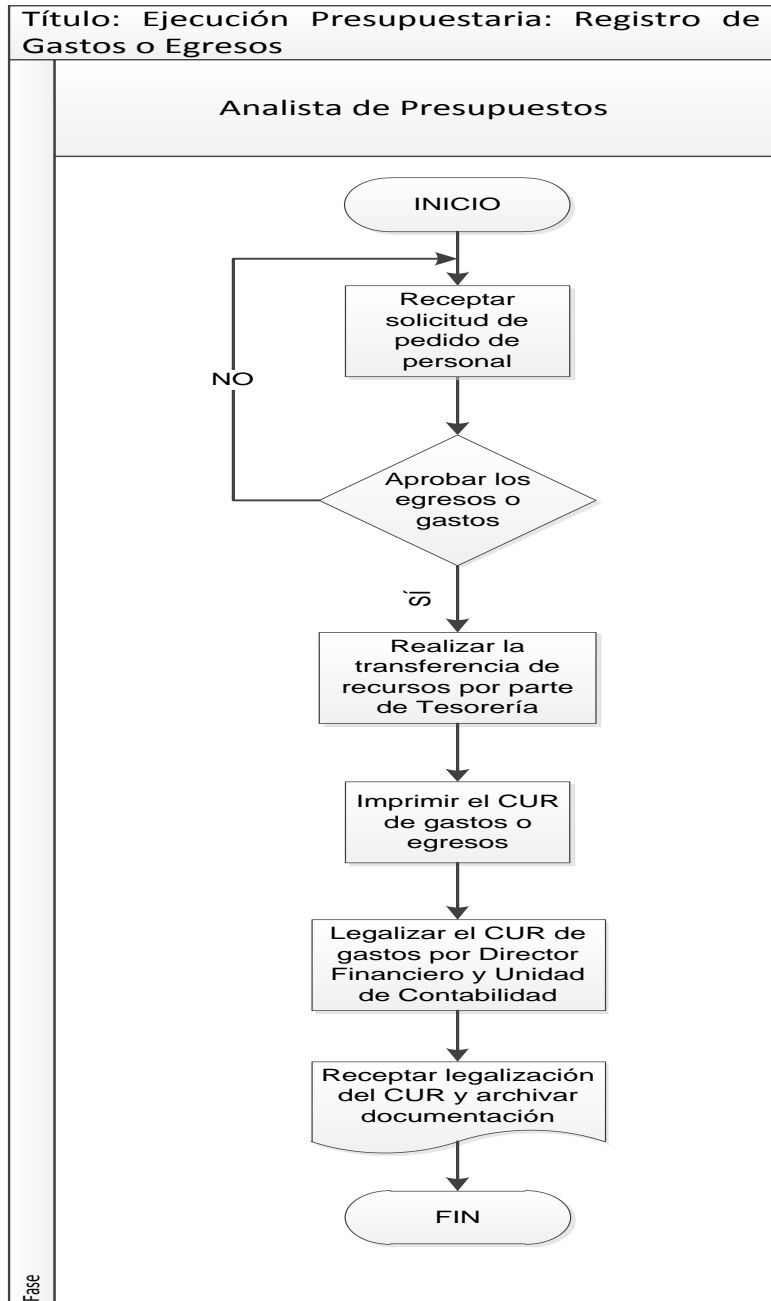 Título: Ejecución Presupuestaria: Registro de
Gastos o Egresos
Analista de Presupuestos
INICIO
Receptar
solicitud de
pedido de
personal
NO
Aprobar los
egresos o
gastos
SÍ
Realizar la
transferencia de
recursos por parte
de Tesorería
Imprimir el CUR
de gastos o
egresos
Legalizar el CUR de
gastos por Director
Financiero y Unidad
de Contabilidad
Receptar legalización
del CUR y archivar
documentación
FIN
Fase